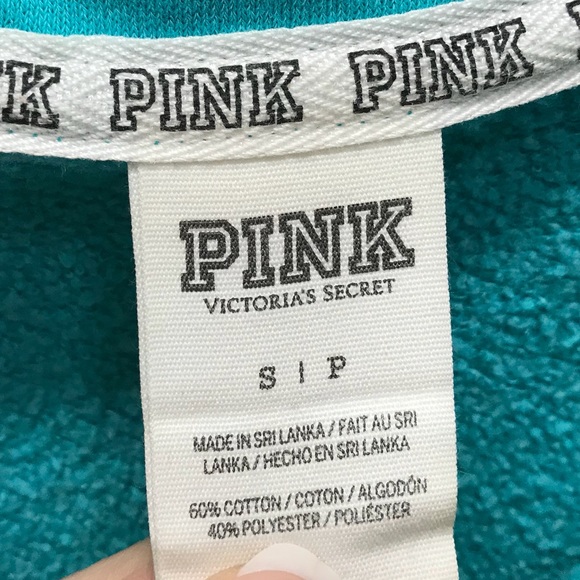 PINK PINK PINK
PINK
VICTORIA'S SECRET
S | P
MADE IN SRI LANKA / FAIT AU SRI
LANKA / HECHO EN SRI LANKA
60% COTTON / COTON / ALGODÓN
40% POLYESTER / POLIÉSTER